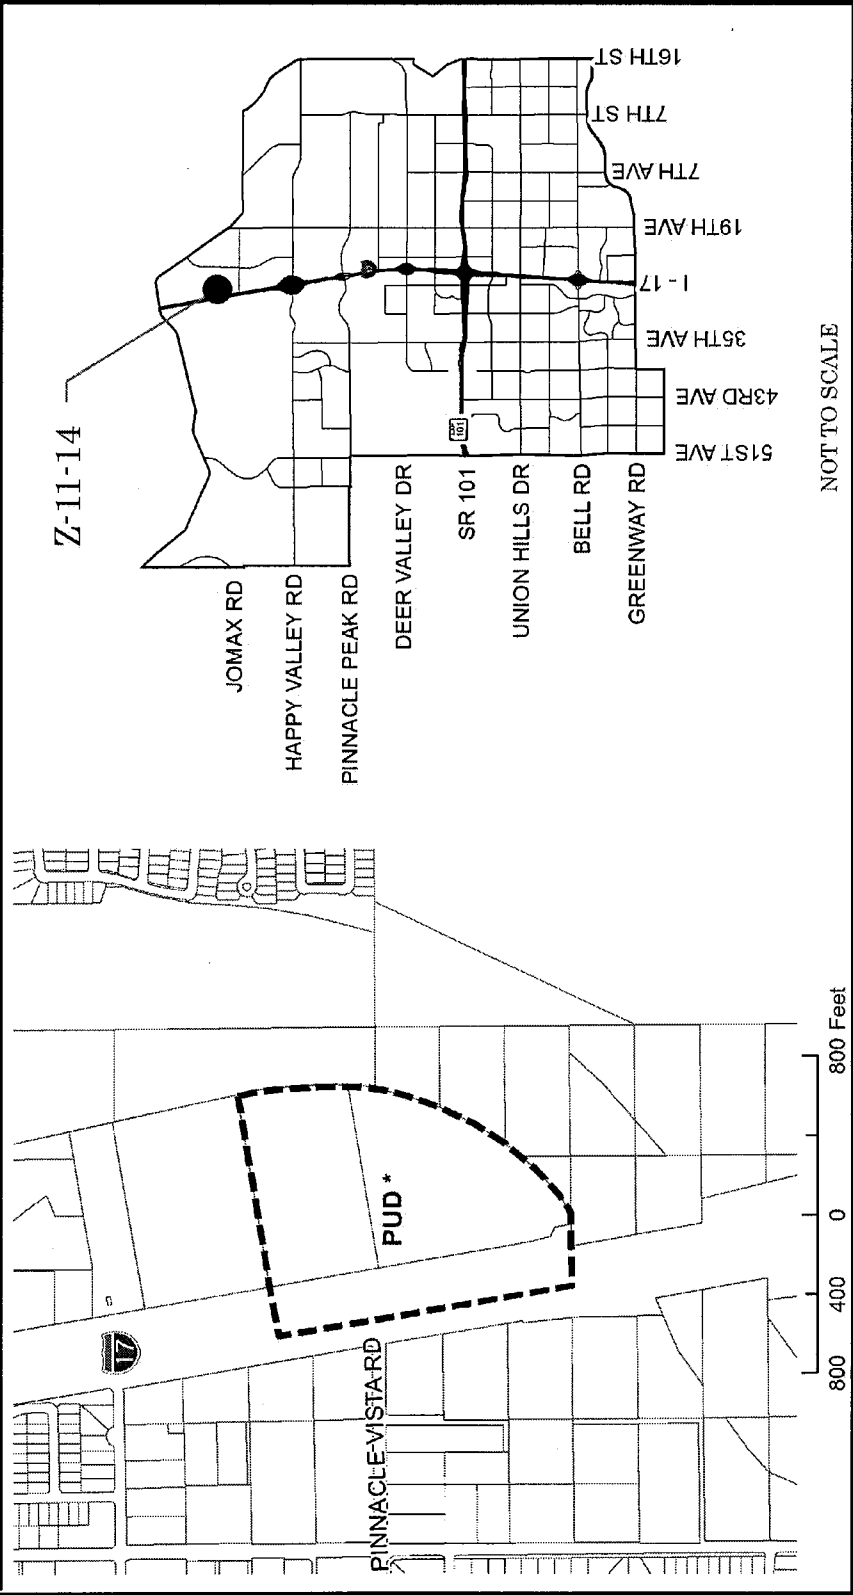 Z-11-14
JOMAX RD
HAPPY VALLEY RD
PINNACLE PEAK RD
DEER VALLEY DR
SR 101
UNION HILLS DR
BELL RD
GREENWAY RD
51ST AVE
43RD AVE
35TH AVE
I - 17
19TH AVE
7TH AVE
7TH ST
16TH ST
LOOP
101
NOT TO SCALE
17
PINNACLE VISTA RD
PUD *
800 400 0 800 Feet